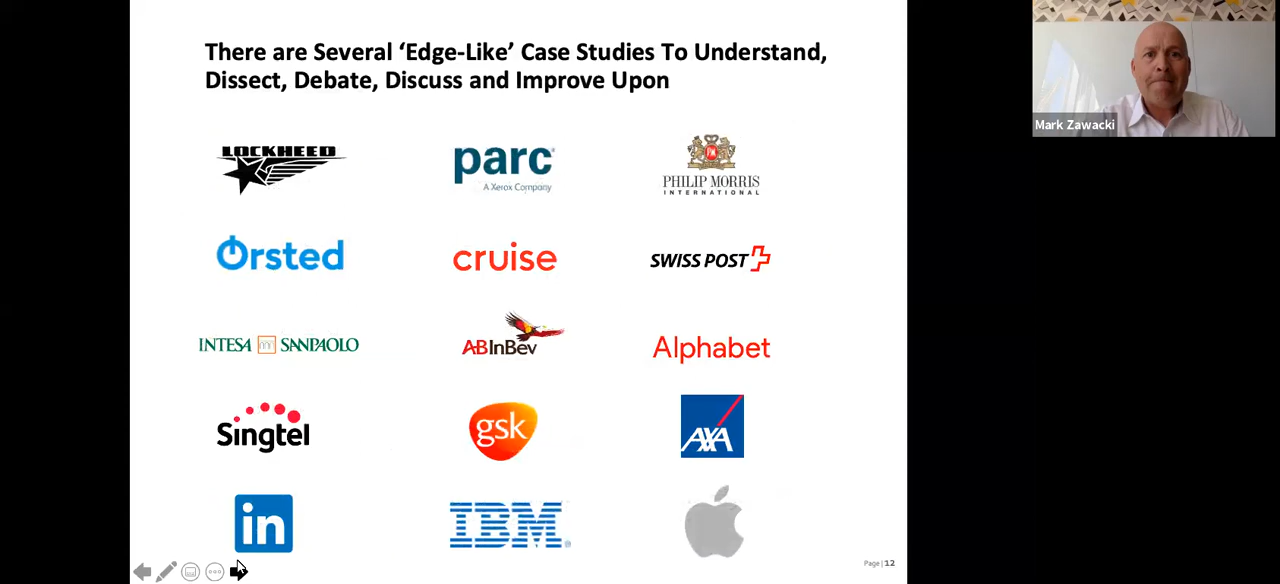 There are Several ‘Edge-Like’ Case Studies To Understand,
Dissect, Debate, Discuss and Improve Upon
Mark Zawacki
LOCKHEED
parc®
A Xerox Company
PHILIP MORRIS
INTERNATIONAL
Ørsted
cruise
SWISS POST
INTESA SANPAOLO
ABInBev
Alphabet
Singtel
gsk
AXA
in
IBM®
Page | 12